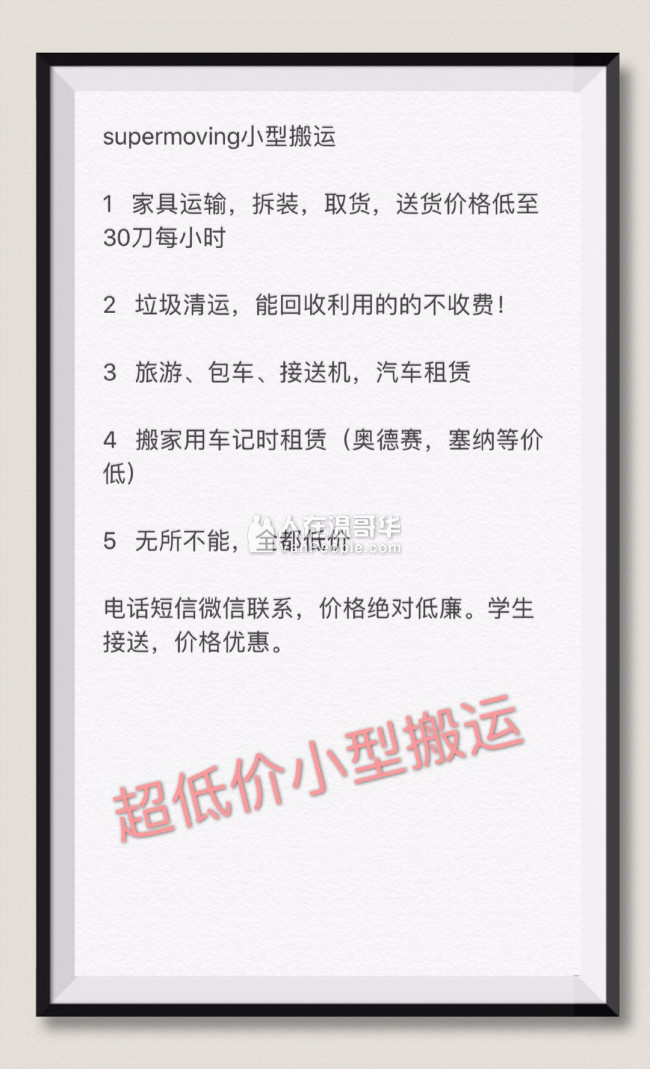 supermoving小型搬运
1 家具运输，拆装，取货，送货价格低至
30刀每小时
2 垃圾清运，能回收利用的的不收费！
3 旅游、包车、接送机，汽车租赁
4 搬家用车记时租赁（奥德赛，塞纳等价
低）
5 无所不能，全都低价
人在温哥华
vanpeople.com
电话短信微信联系，价格绝对低廉。学生
接送，价格优惠。
超低价小型搬运